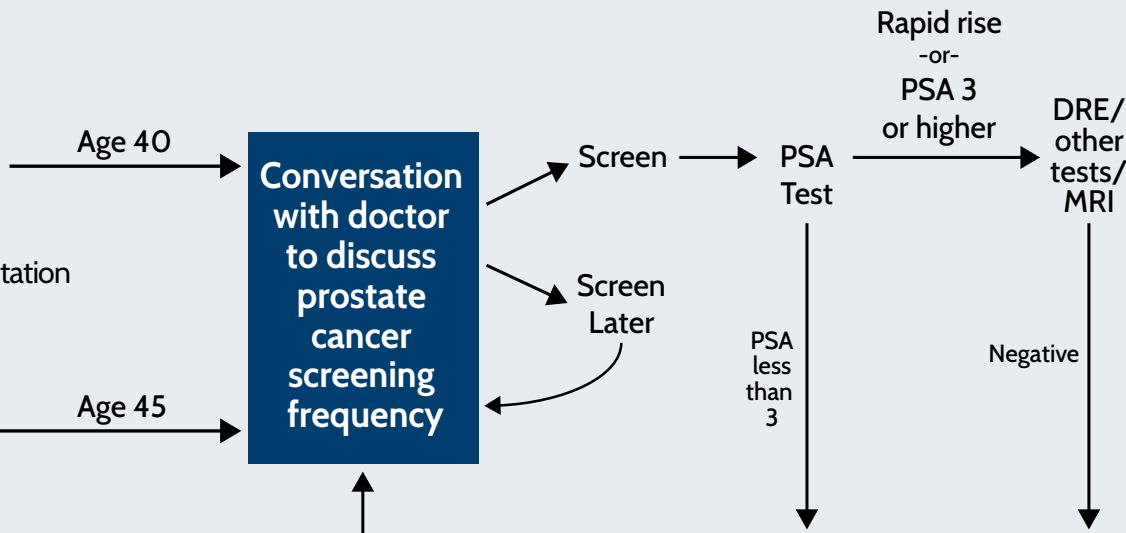 Age 40
tation
Age 45
Conversation
with doctor
to discuss
prostate
cancer
screening
frequency
Screen
Screen
Later
PSA
Test
PSA
less
than
3
Rapid rise
-or-
PSA 3
or higher
DRE/
other
tests/
MRI
Negative